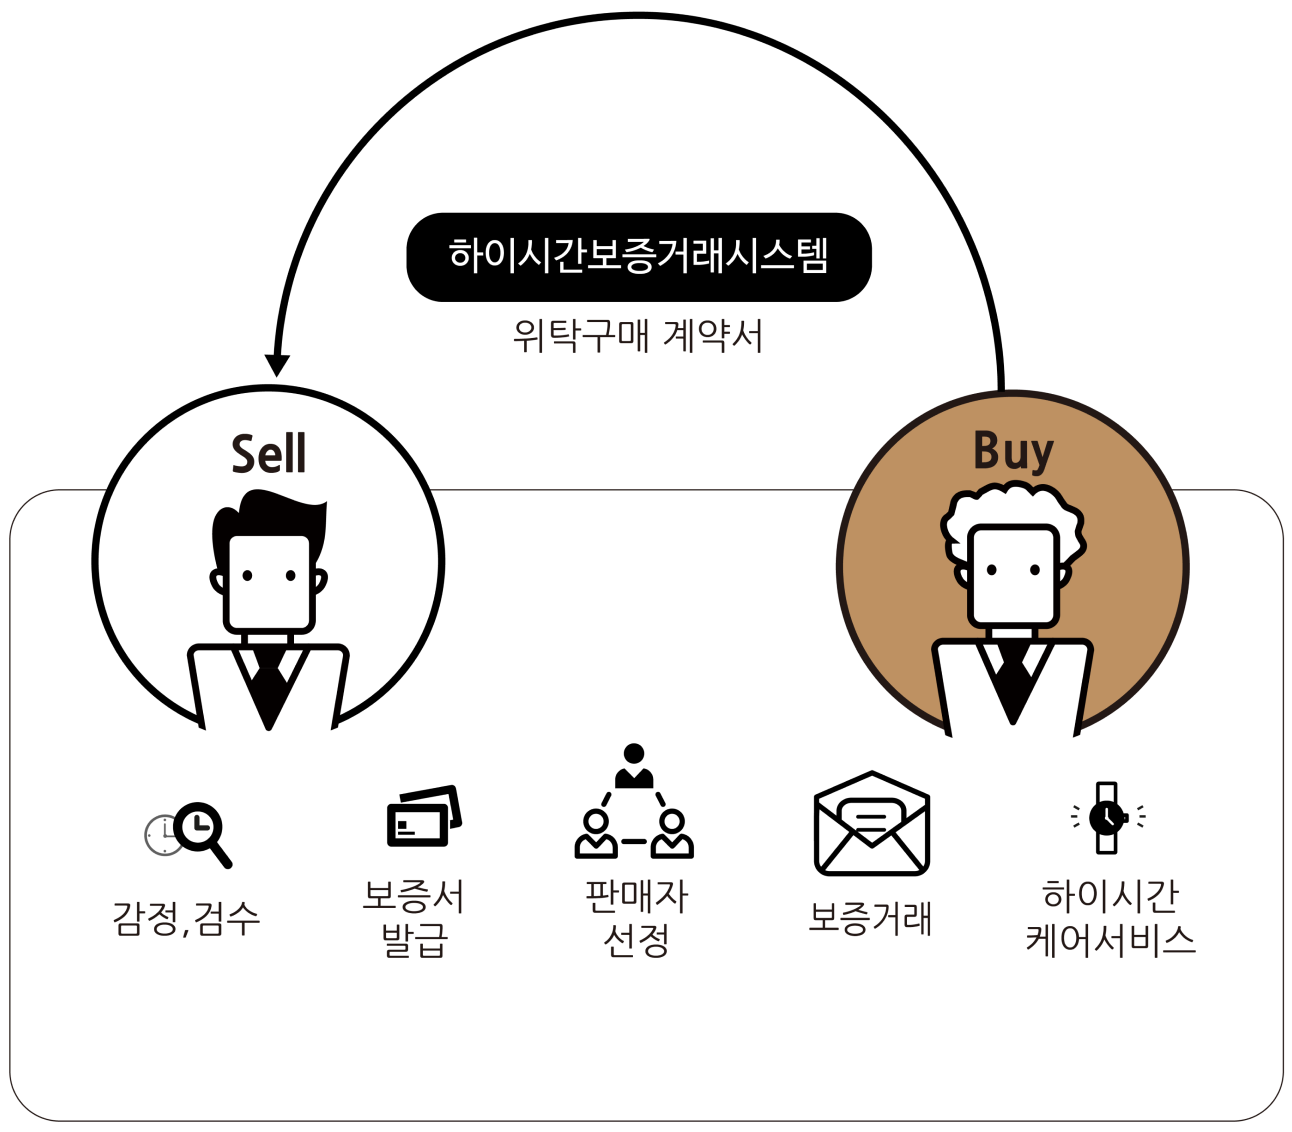 하이시간보증거래시스템
위탁구매 계약서
Sell
Buy
감정,검수
보증서
발급
판매자
선정
보증거래
하이시간
케어서비스